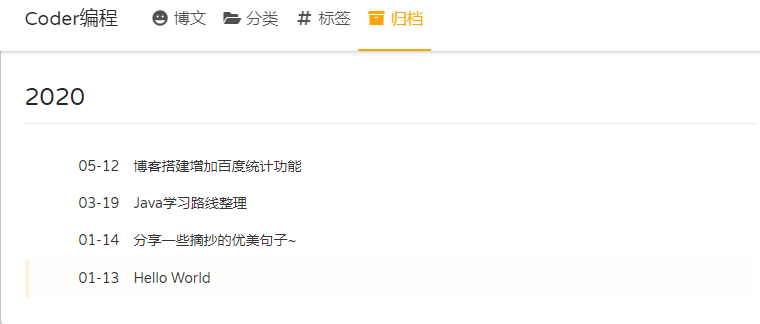 Coder编程 博文 分类 # 标签 归档
2020
05-12 博客搭建增加百度统计功能
03-19 Java学习路线整理
01-14 分享一些摘抄的优美句子~
01-13 Hello World